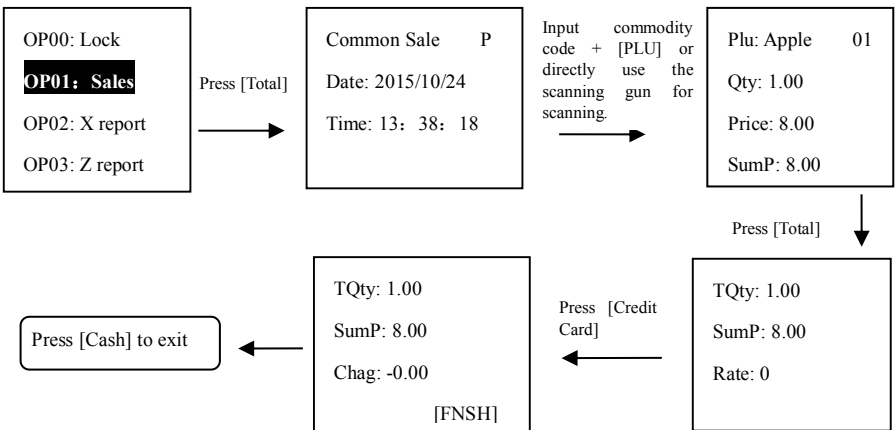 OP00: Lock
OP01：Sales
OP02: X report
OP03: Z report
Press [Total]
Common Sale P
Date: 2015/10/24
Time: 13：38：18
Input commodity
code + [PLU] or
directly use the
scanning gun for
scanning.
Plu: Apple 01
Qty: 1.00
Price: 8.00
SumP: 8.00
Press [Total]
TQty: 1.00
SumP: 8.00
Rate: 0
Press [Credit
Card]
TQty: 1.00
SumP: 8.00
Chag: -0.00
[FNSH]
Press [Cash] to exit